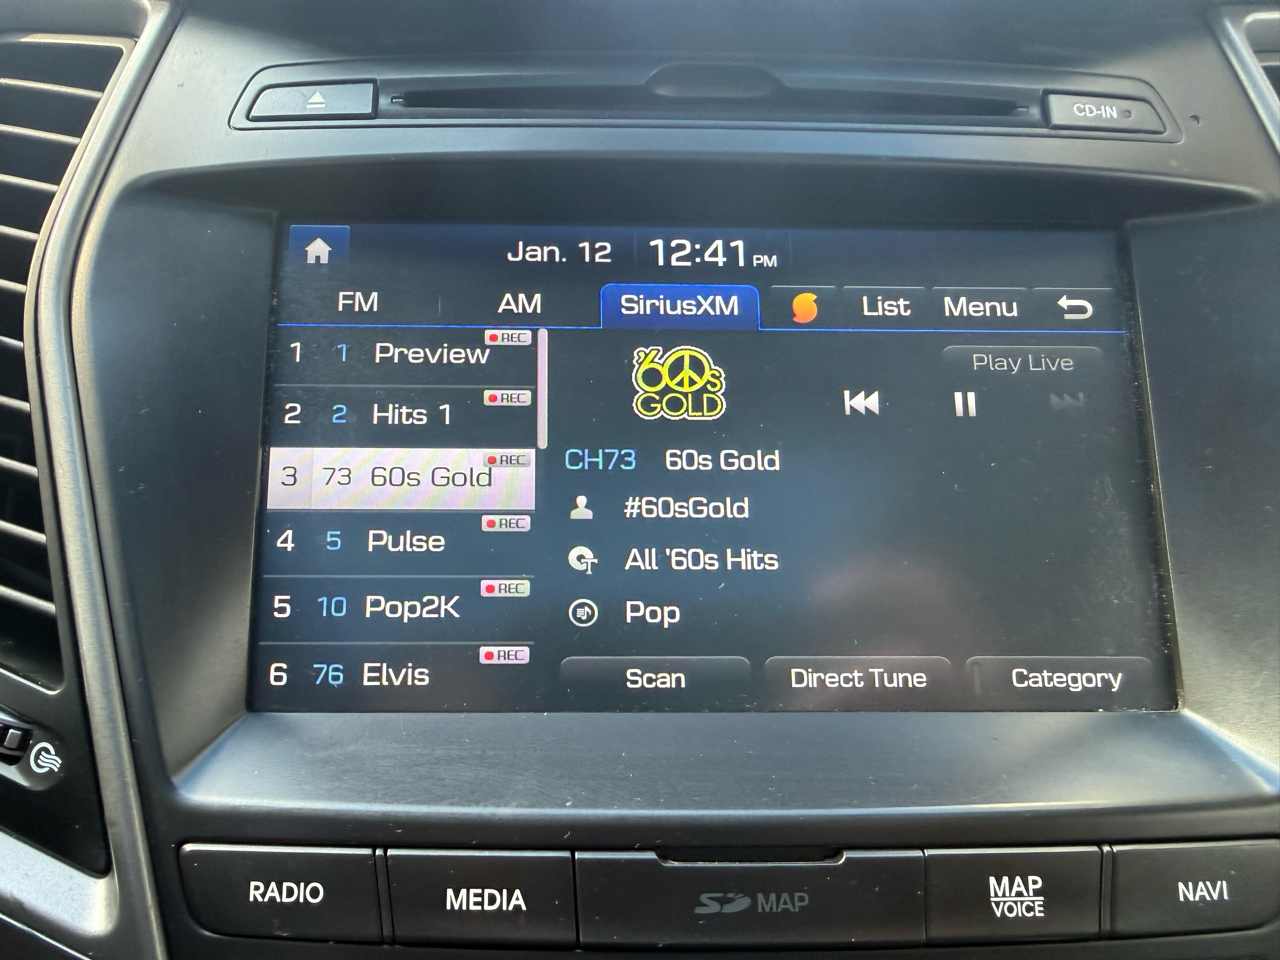 CD-IN
Jan. 12 12:41 PM
FM AM SiriusXM List Menu
1 1 Preview REC
2 2 Hits 1 REC
3 73 60s Gold REC
4 5 Pulse REC
5 10 Pop2K REC
6 76 Elvis REC
'60s
GOLD
Play Live
CH73 60s Gold
#60sGold
All '60s Hits
Pop
Scan Direct Tune Category
RADIO MEDIA SD MAP MAP VOICE NAVI